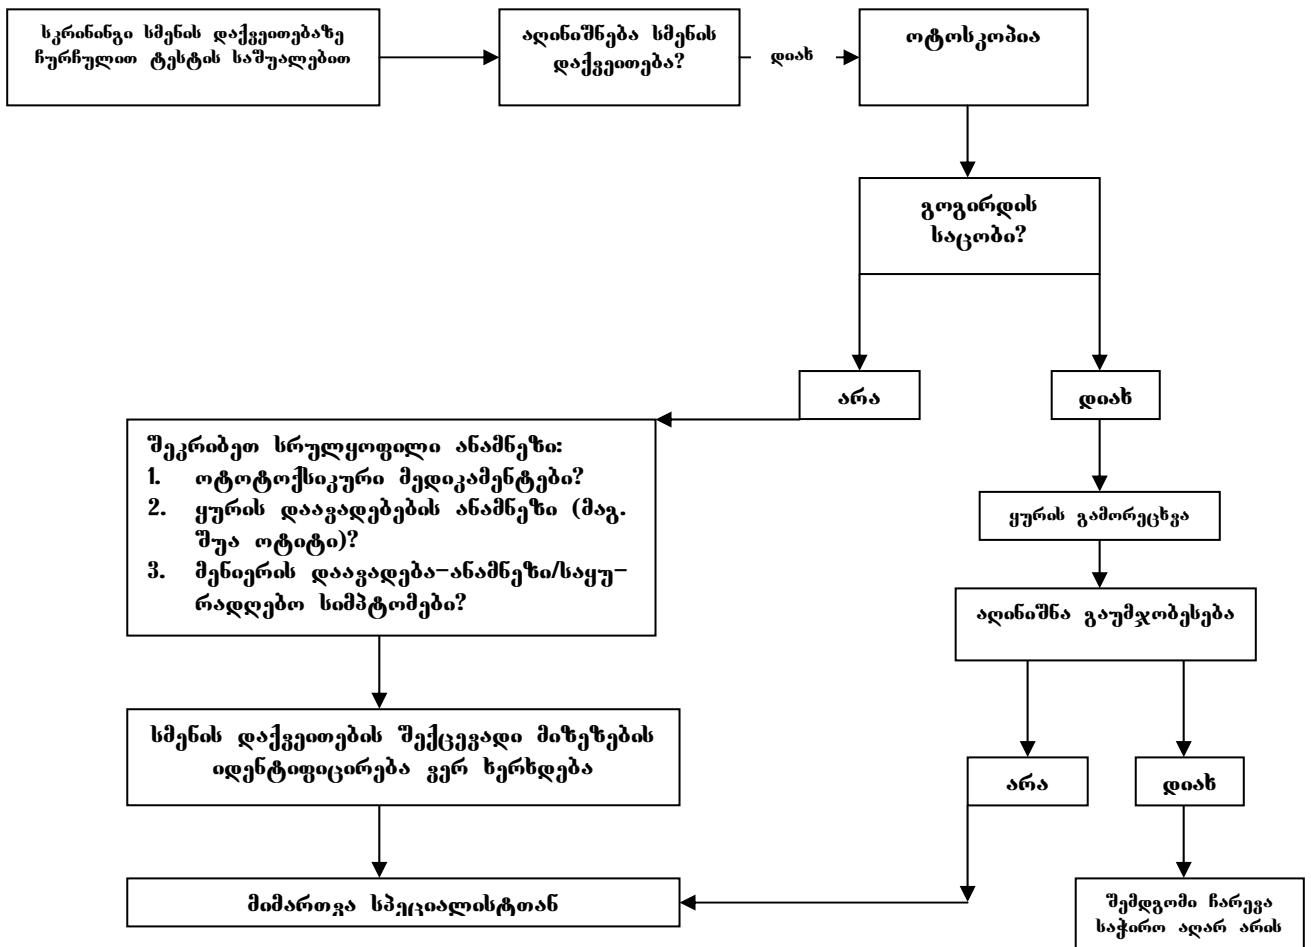 სკრინინგი სმენის დაქვეითებაზე
ჩურჩულით ტესტის საშუალებით
აღინიშნება სმენის
დაქვეითება?
დიახ
ოტოსკოპია
გოგირდის
საცობი?
არა
დიახ
შეკრიბეთ სრულყოფილი ანამნეზი:
1. ოტოტოქსიკური მედიკამენტები?
2. ყურის დაავადებების ანამნეზი (მაგ.
შუა ოტიტი)?
3. მენიერის დაავადება–ანამნეზი/საყუ–
რადღებო სიმპტომები?
ყურის გამორეცხვა
აღინიშნა გაუმჯობესება
სმენის დაქვეითების შექცევადი მიზეზების
იდენტიფიცირება ვერ ხერხდება
არა
დიახ
მიმართვა სპეციალისტთან
შემდგომი ჩარევა
საჭირო აღარ არის